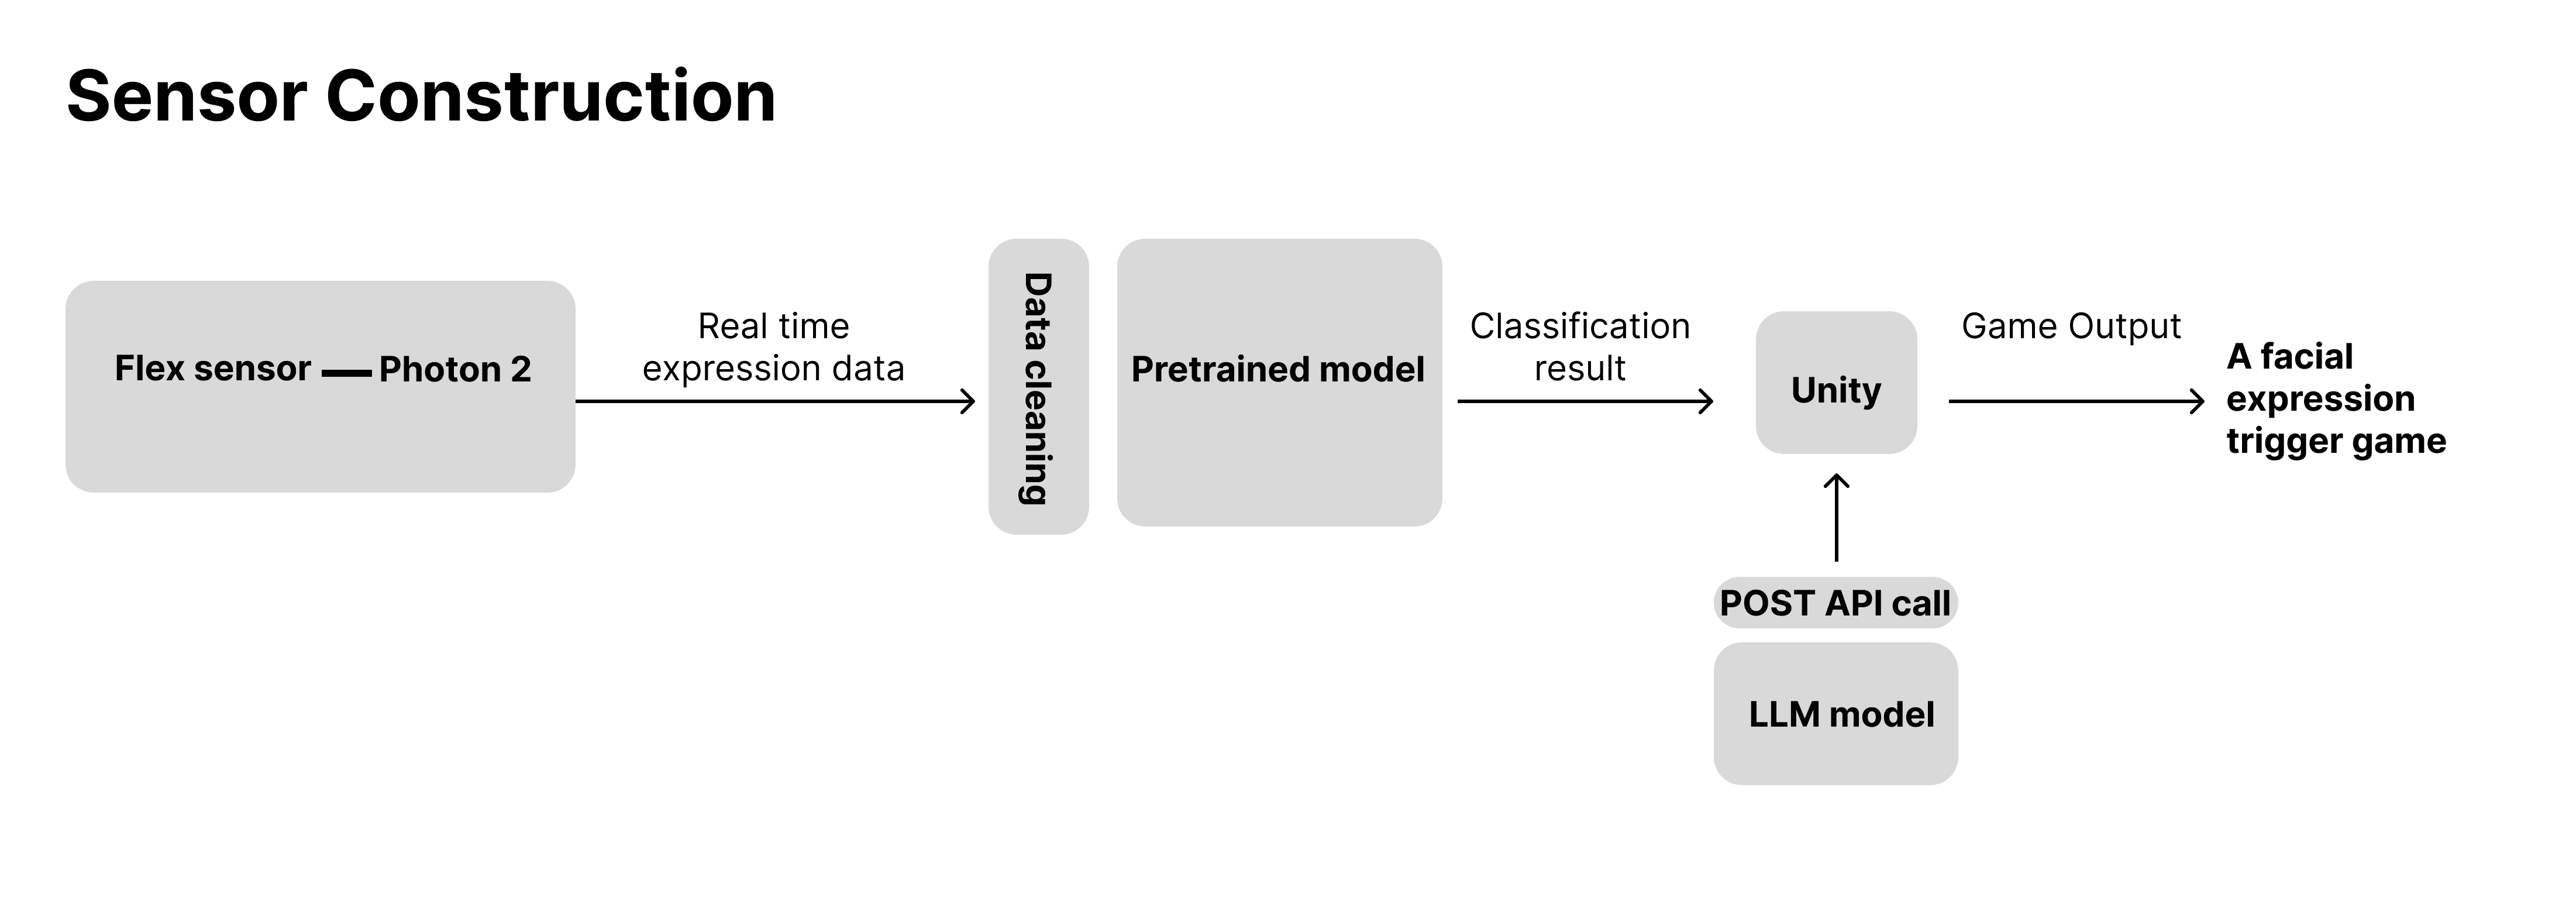 Sensor Construction
Flex sensor
Photon 2
Real time
expression data
Data cleaning
Pretrained model
Classification
result
Unity
Game Output
A facial
expression
trigger game
POST API call
LLM model